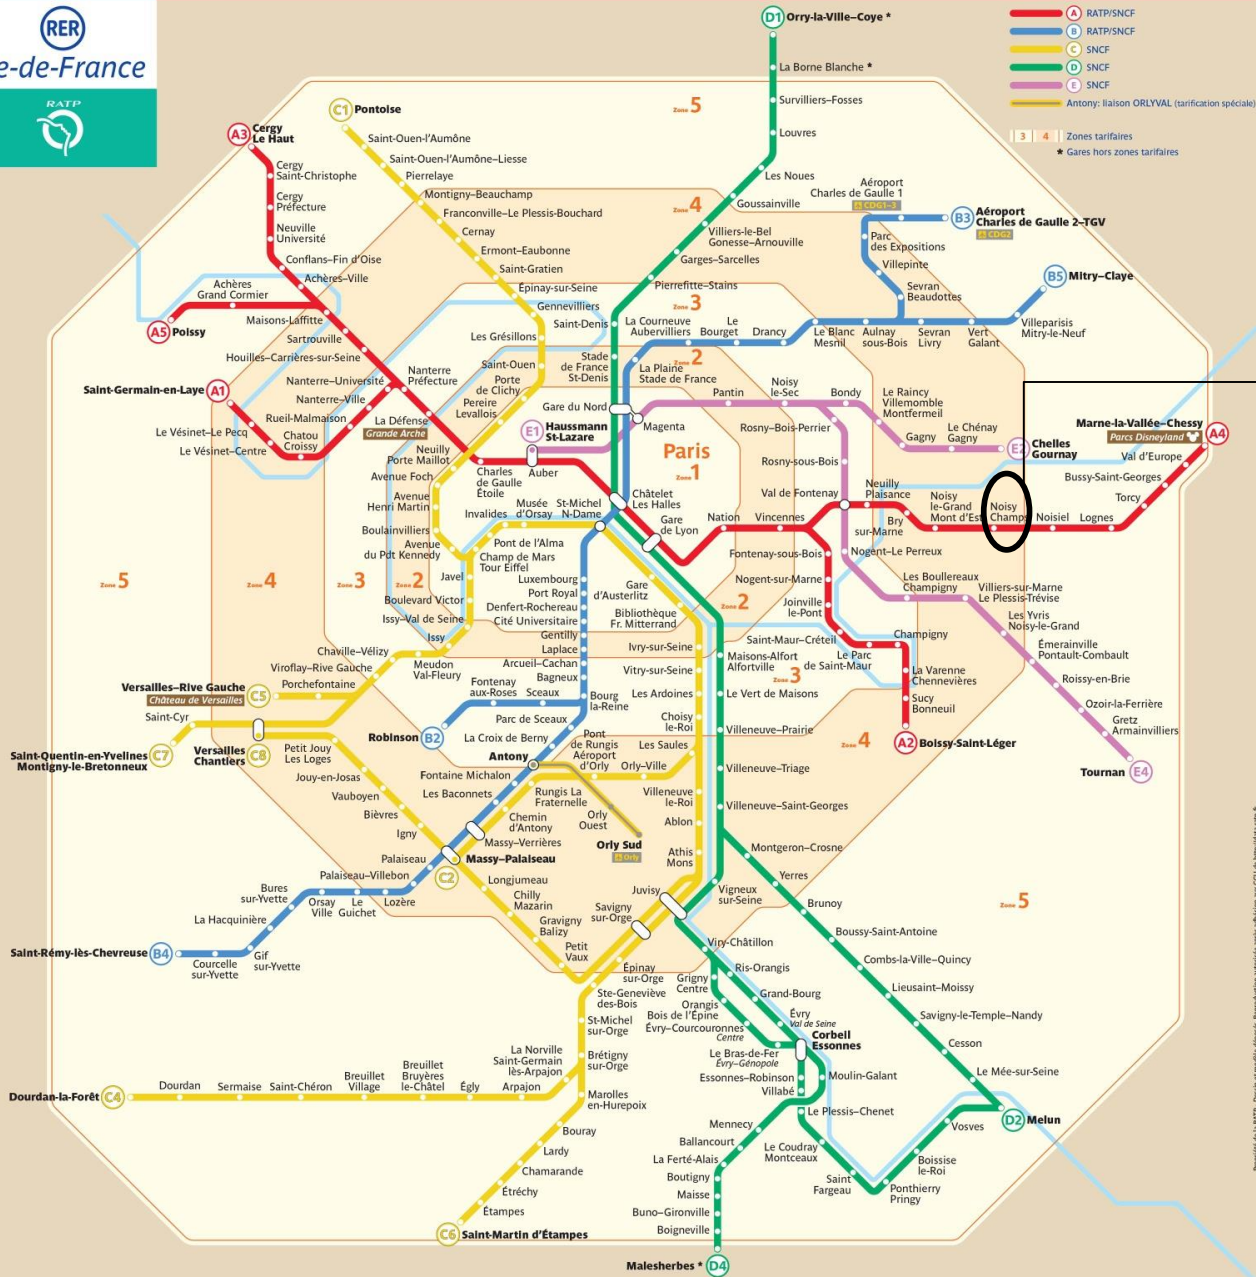 RER
e-de-France
RATP
A RATP/SNCF
B RATP/SNCF
C SNCF
D SNCF
E SNCF
Antony: liaison ORLYVAL (tarification spéciale)
3 4 Zones tarifaires
* Gares hors zones tarifaires
D1 Orry-la-Ville–Coye *
La Borne Blanche *
Survilliers–Fosses
Louvres
Les Noues
Goussainville
Villiers-le-Bel
Gonesse–Arnouville
Garges–Sarcelles
Pierrefitte–Stains
Saint-Denis
Stade
de France
St-Denis
Zone 5
Zone 4
Zone 3
Zone 2
Paris
Zone 1
C1 Pontoise
Saint-Ouen-l'Aumône
Saint-Ouen-l'Aumône–Liesse
Pierrelaye
Montigny–Beauchamp
Franconville–Le Plessis-Bouchard
Cernay
Ermont–Eaubonne
Saint-Gratien
Épinay-sur-Seine
Gennevilliers
Les Grésillons
Saint-Ouen
Porte
de Clichy
Pereire
Levallois
A3 Cergy
Le Haut
Cergy
Saint-Christophe
Cergy
Préfecture
Neuville
Université
Conflans–Fin d'Oise
Achères–Ville
Achères
Grand Cormier
A5 Poissy
Maisons-Laffitte
Sartrouville
Houilles–Carrières-sur-Seine
Nanterre–Université
Nanterre
Préfecture
Nanterre–Ville
Rueil-Malmaison
Chatou
Croissy
Le Vésinet–Le Pecq
Le Vésinet–Centre
Saint-Germain-en-Laye A1
La Défense
Grande Arche
Neuilly
Porte Maillot
Avenue Foch
Avenue
Henri Martin
Boulainvilliers
Avenue
du Pdt Kennedy
Charles
de Gaulle
Étoile
E1 Haussmann
St-Lazare
Auber
Gare du Nord
Magenta
Châtelet
Les Halles
Gare
de Lyon
Nation
Vincennes
Aéroport
Charles de Gaulle 1
CDG1–3
B3 Aéroport
Charles de Gaulle 2–TGV
CDG2
Parc
des Expositions
Villepinte
Sevran
Beaudottes
B5 Mitry–Claye
Villeparisis
Mitry-le-Neuf
Vert
Galant
Sevran
Livry
Aulnay
sous-Bois
Le Blanc
Mesnil
Drancy
Le
Bourget
La Courneuve
Aubervilliers
La Plaine
Stade de France
Pantin
Noisy
le-Sec
Bondy
Le Raincy
Villemomble
Montfermeil
Gagny
Le Chénay
Gagny
E2 Chelles
Gournay
Rosny–Bois-Perrier
Rosny-sous-Bois
Val de Fontenay
Neuilly
Plaisance
Bry
sur-Marne
Noisy
le-Grand
Mont d'Est
Noisy
Champs
Noisiel
Lognes
Torcy
Bussy-Saint-Georges
Val d'Europe
Marne-la-Vallée–Chessy
Parcs Disneyland
A4
Nogent–Le Perreux
Les Boullereaux
Champigny
Villiers-sur-Marne
Le Plessis-Trévise
Les Yvris
Noisy-le-Grand
Émerainville
Pontault-Combault
Roissy-en-Brie
Ozoir-la-Ferrière
Gretz
Armainvilliers
Tournan E4
Fontenay-sous-Bois
Nogent-sur-Marne
Joinville
le-Pont
Saint-Maur–Créteil
Le Parc
de Saint-Maur
Champigny
La Varenne
Chennevières
Sucy
Bonneuil
A2 Boissy-Saint-Léger
Invalides
Musée
d'Orsay
St-Michel
N-Dame
Pont de l'Alma
Champ de Mars
Tour Eiffel
Javel
Boulevard Victor
Issy–Val de Seine
Issy
Meudon
Val-Fleury
Chaville–Vélizy
Viroflay–Rive Gauche
Porchefontaine
Versailles–Rive Gauche C5
Château de Versailles
Saint-Cyr
Saint-Quentin-en-Yvelines
Montigny-le-Bretonneux C7
Versailles
Chantiers C8
Petit Jouy
Les Loges
Jouy-en-Josas
Vauboyen
Bièvres
Igny
Luxembourg
Port Royal
Denfert-Rochereau
Cité Universitaire
Gentilly
Laplace
Arcueil–Cachan
Bagneux
Bourg
la-Reine
Sceaux
Fontenay
aux-Roses
Robinson B2
Parc de Sceaux
La Croix de Berny
Antony
Fontaine Michalon
Les Baconnets
Massy–Verrières
Massy–Palaiseau
C2
Chemin
d'Antony
Rungis La
Fraternelle
Pont
de Rungis
Aéroport
d'Orly
Orly–Ville
Les Saules
Orly
Ouest
Orly Sud
Orly
Palaiseau
Palaiseau–Villebon
Lozère
Le
Guichet
Orsay
Ville
Bures
sur-Yvette
La Hacquinière
Gif
sur-Yvette
Courcelle
sur-Yvette
Saint-Rémy-lès-Chevreuse B4
Gare
d'Austerlitz
Bibliothèque
Fr. Mitterrand
Ivry-sur-Seine
Vitry-sur-Seine
Les Ardoines
Choisy
le-Roi
Villeneuve
le-Roi
Ablon
Athis
Mons
Juvisy
Savigny
sur-Orge
Maisons-Alfort
Alfortville
Le Vert de Maisons
Villeneuve–Prairie
Villeneuve–Triage
Villeneuve–Saint-Georges
Montgeron–Crosne
Yerres
Brunoy
Boussy-Saint-Antoine
Combs-la-Ville–Quincy
Lieusaint–Moissy
Savigny-le-Temple–Nandy
Cesson
Le Mée-sur-Seine
D2 Melun
Vosves
Boissise
le-Roi
Ponthierry
Pringy
Saint
Fargeau
Le Coudray
Montceaux
Le Plessis–Chenet
Vigneux
sur-Seine
Viry-Châtillon
Ris-Orangis
Grand-Bourg
Évry
Val de Seine
Corbeil
Essonnes
Grigny
Centre
Orangis
Bois de l'Épine
Évry–Courcouronnes
Centre
Le Bras-de-Fer
Évry–Génopole
Essonnes–Robinson
Villabé
Moulin-Galant
Mennecy
Ballancourt
La Ferté-Alais
Boutigny
Maisse
Buno–Gironville
Boigneville
Malesherbes * D4
Longjumeau
Chilly
Mazarin
Gravigny
Balizy
Petit
Vaux
Épinay
sur-Orge
Ste-Geneviève
des-Bois
St-Michel
sur-Orge
Brétigny
sur-Orge
Marolles
en-Hurepoix
Bouray
Lardy
Chamarande
Étréchy
Étampes
C6 Saint-Martin d'Étampes
La Norville
Saint-Germain
lès-Arpajon
Arpajon
Égly
Breuillet
Bruyères
le-Châtel
Breuillet
Village
Saint-Chéron
Sermaise
Dourdan
Dourdan-la-Forêt C4
Zone 5
Zone 4
Zone 3
Zone 2
Zone 2
Zone 3
Zone 4
Zone 5